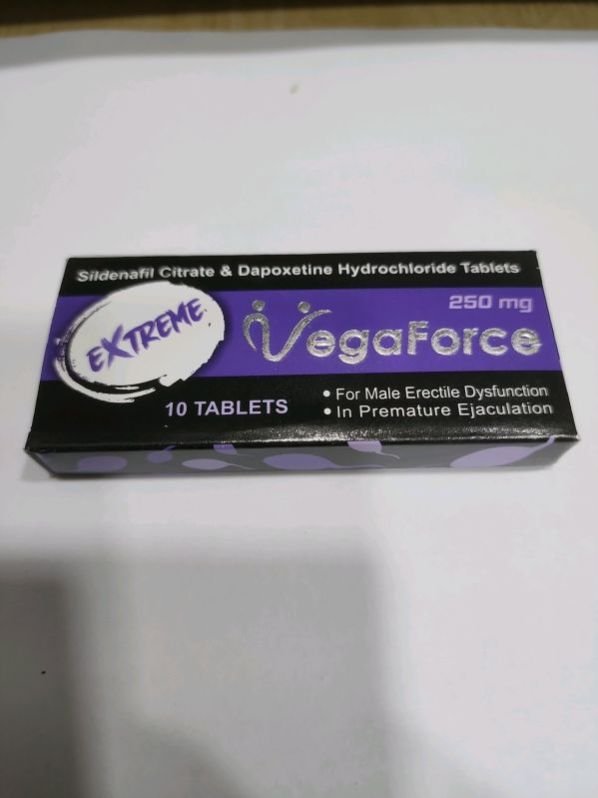 Sildenafil Citrate & Dapoxetine Hydrochloride Tablets
250 mg
eXTREME
VegaForce
10 TABLETS
• For Male Erectile Dysfunction
• In Premature Ejaculation